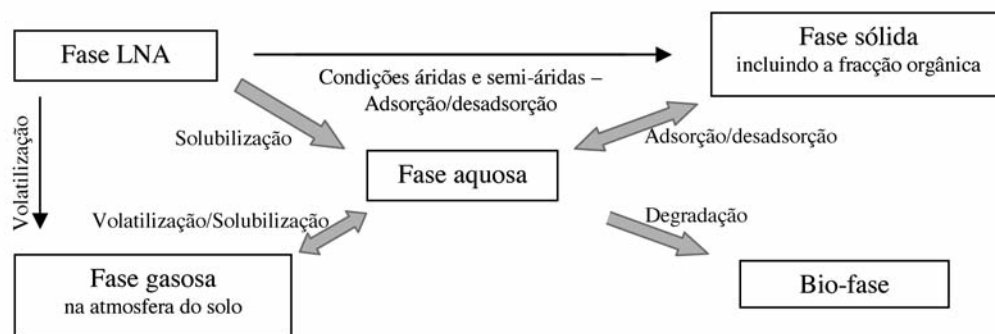 Fase LNA
Fase sólida
incluindo a fracção orgânica
Condições áridas e semi-áridas –
Adsorção/desadsorção
Solubilização
Adsorção/desadsorção
Volatilização
Fase aquosa
Volatilização/Solubilização
Degradação
Fase gasosa
na atmosfera do solo
Bio-fase